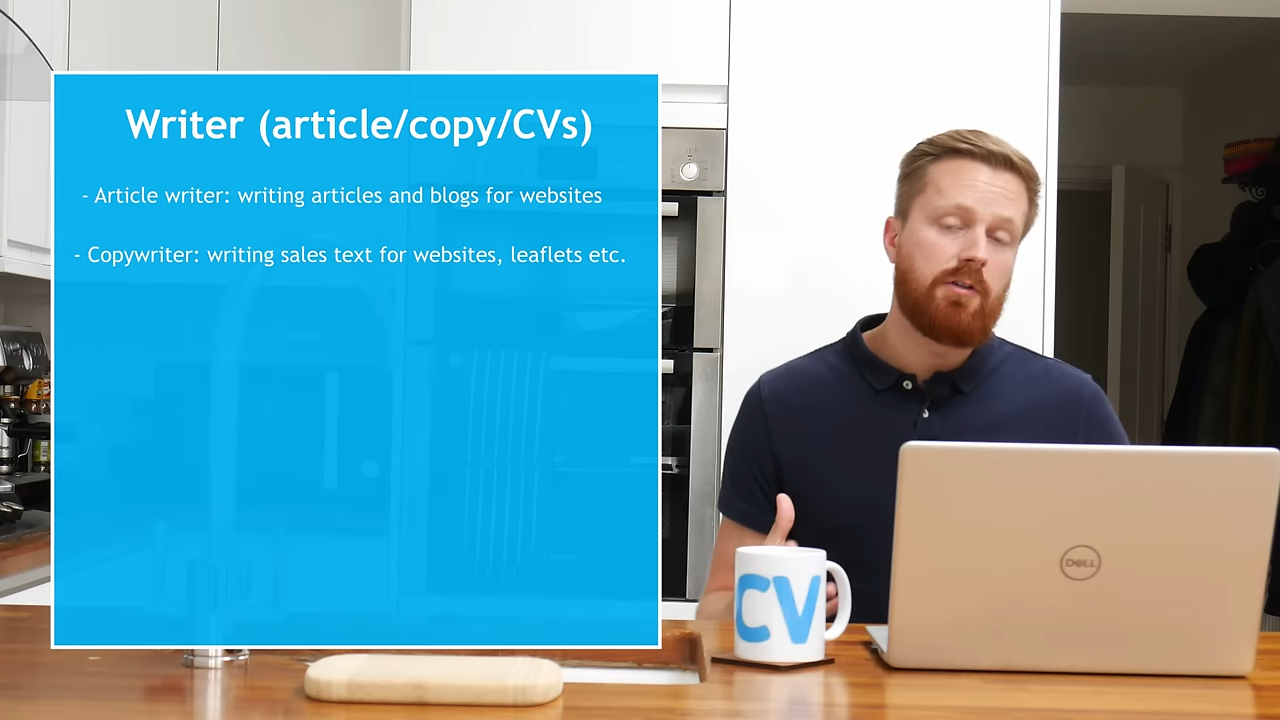 Writer (article/copy/CVs)
- Article writer: writing articles and blogs for websites
- Copywriter: writing sales text for websites, leaflets etc.
CV
DELL